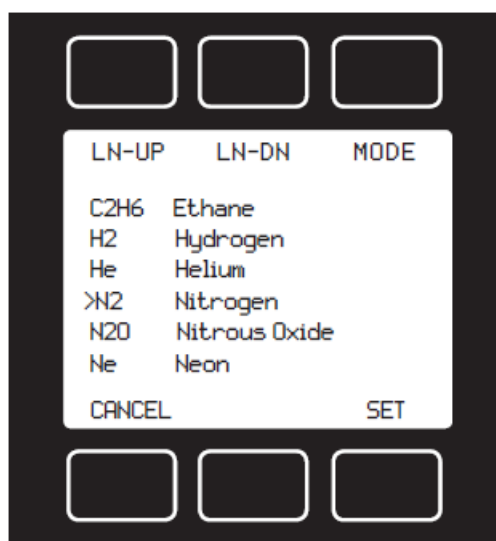 LN-UP LN-DN MODE
C2H6 Ethane
H2 Hydrogen
He Helium
>N2 Nitrogen
N2O Nitrous Oxide
Ne Neon
CANCEL SET